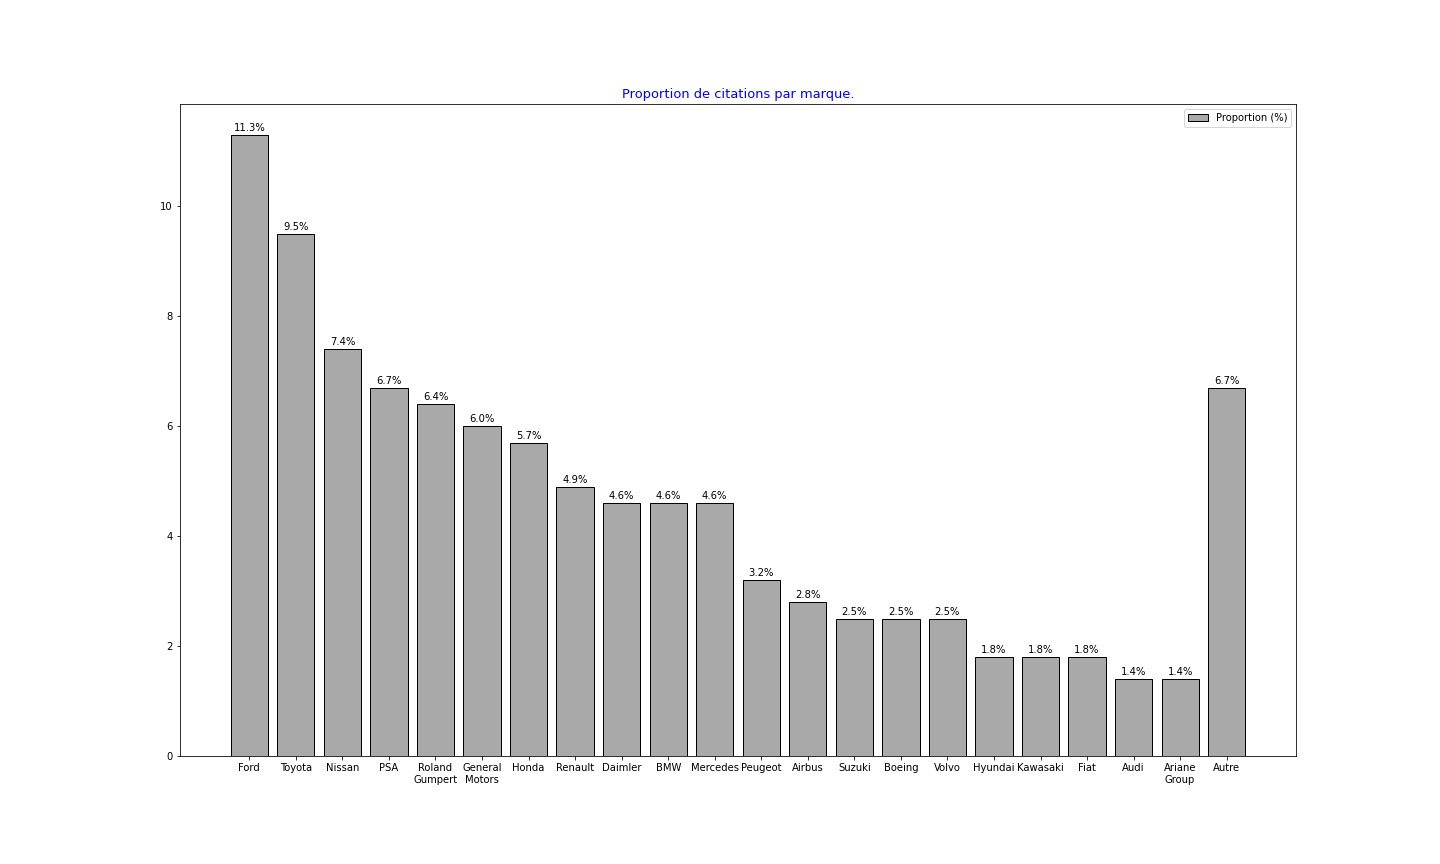 Proportion de citations par marque.
Proportion (%)
11.3%
9.5%
7.4%
6.7%
6.4%
6.0%
5.7%
4.9%
4.6%
4.6%
4.6%
3.2%
2.8%
2.5%
2.5%
2.5%
1.8%
1.8%
1.8%
1.4%
1.4%
6.7%
10
8
6
4
2
0
Ford
Toyota
Nissan
PSA
Roland
Gumpert
General
Motors
Honda
Renault
Daimler
BMW
Mercedes
Peugeot
Airbus
Suzuki
Boeing
Volvo
Hyundai
Kawasaki
Fiat
Audi
Ariane
Group
Autre